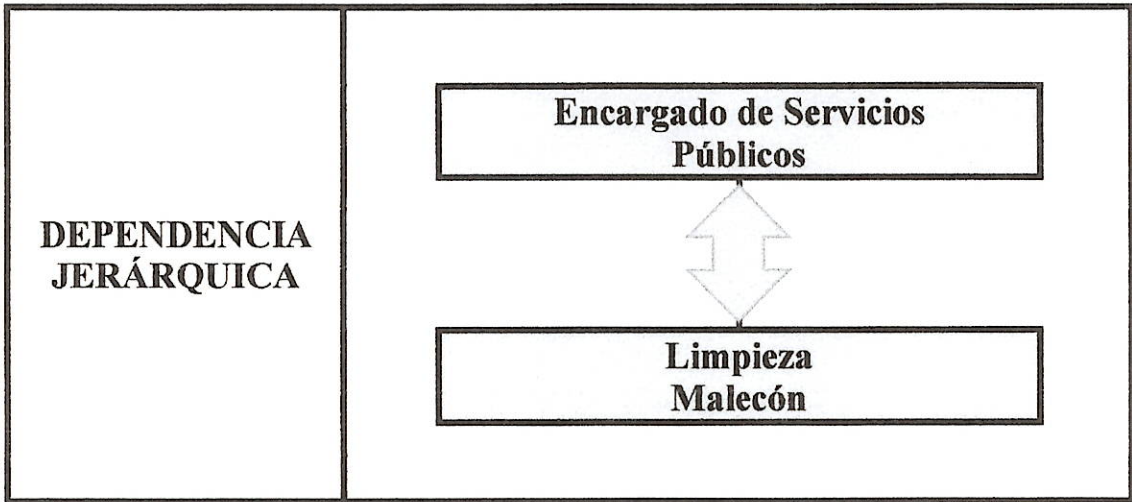 DEPENDENCIA
JERÁRQUICA
Encargado de Servicios
Públicos
Limpieza
Malecón